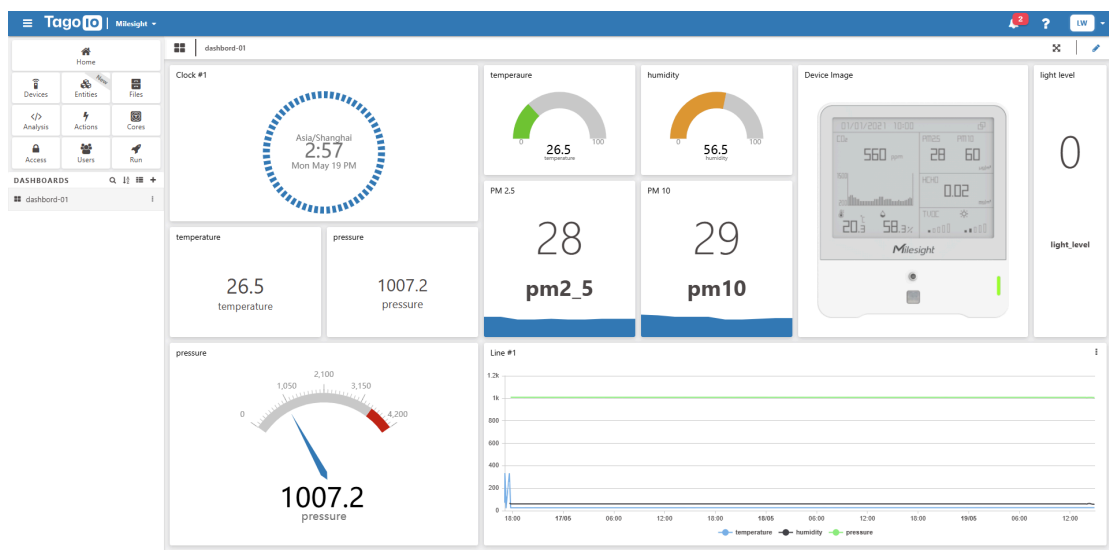 Tago IO
Milesight
2
?
LW
Home
Devices
Entities
New
Files
Analysis
Actions
Cores
Access
Users
Run
DASHBOARDS
dashbord-01
dashbord-01
Clock #1
Asia/Shanghai
2:57
Mon May 19 PM
temperaure
0
100
26.5
temperature
humidity
0
100
56.5
humidity
Device Image
01/01/2021 10:00
CO₂
560 ppm
PM2.5
28
PM10
60
HCHO
0.02
20.3 ℃
58.3%
TVOC
Milesight
light level
0
light_level
temperature
26.5
temperature
pressure
1007.2
pressure
PM 2.5
28
pm2_5
PM 10
29
pm10
pressure
0
1,050
2,100
3,150
4,200
1007.2
pressure
Line #1
1.2k
1k
800
600
400
200
0
18:00 17/05 06:00 12:00 18:00 18/05 06:00 12:00 18:00 19/05 06:00 12:00
temperature humidity pressure